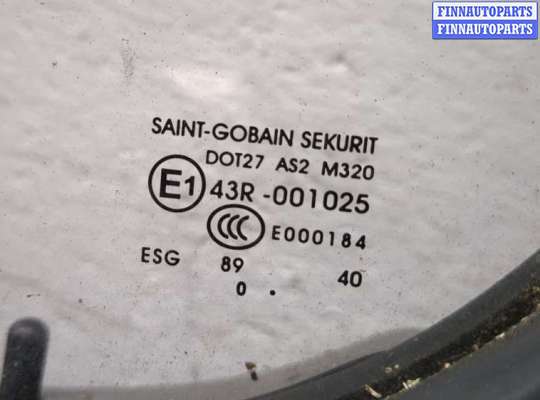 FINNAUTOPARTS
FINNAUTOPARTS
SAINT-GOBAIN SEKURIT
DOT27 AS2 M320
E1 43R -001025
CCC E000184
ESG 89 40
0 .